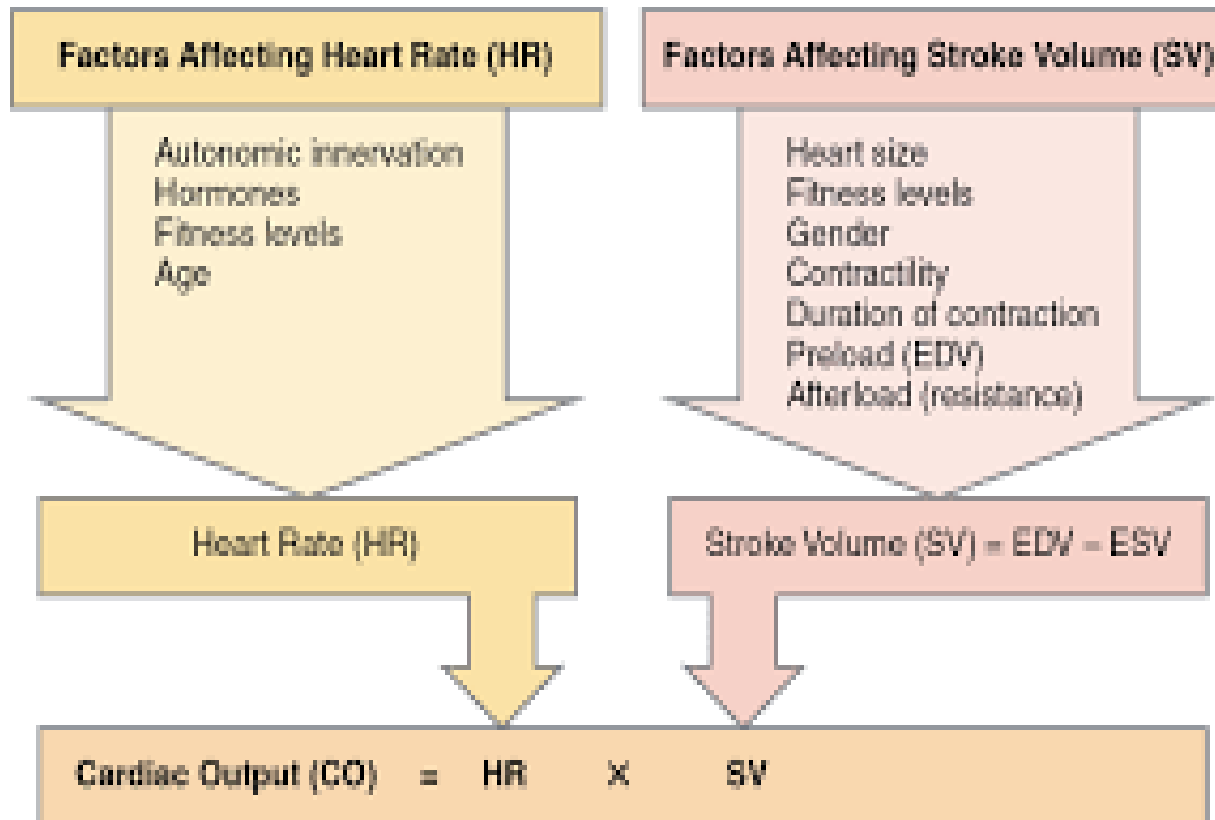 Factors Affecting Heart Rate (HR)
Autonomic innervation
Hormones
Fitness levels
Age
Factors Affecting Stroke Volume (SV)
Heart size
Fitness levels
Gender
Contractility
Duration of contraction
Preload (EDV)
Afterload (resistance)
Heart Rate (HR)
Stroke Volume (SV) = EDV – ESV
Cardiac Output (CO) = HR X SV